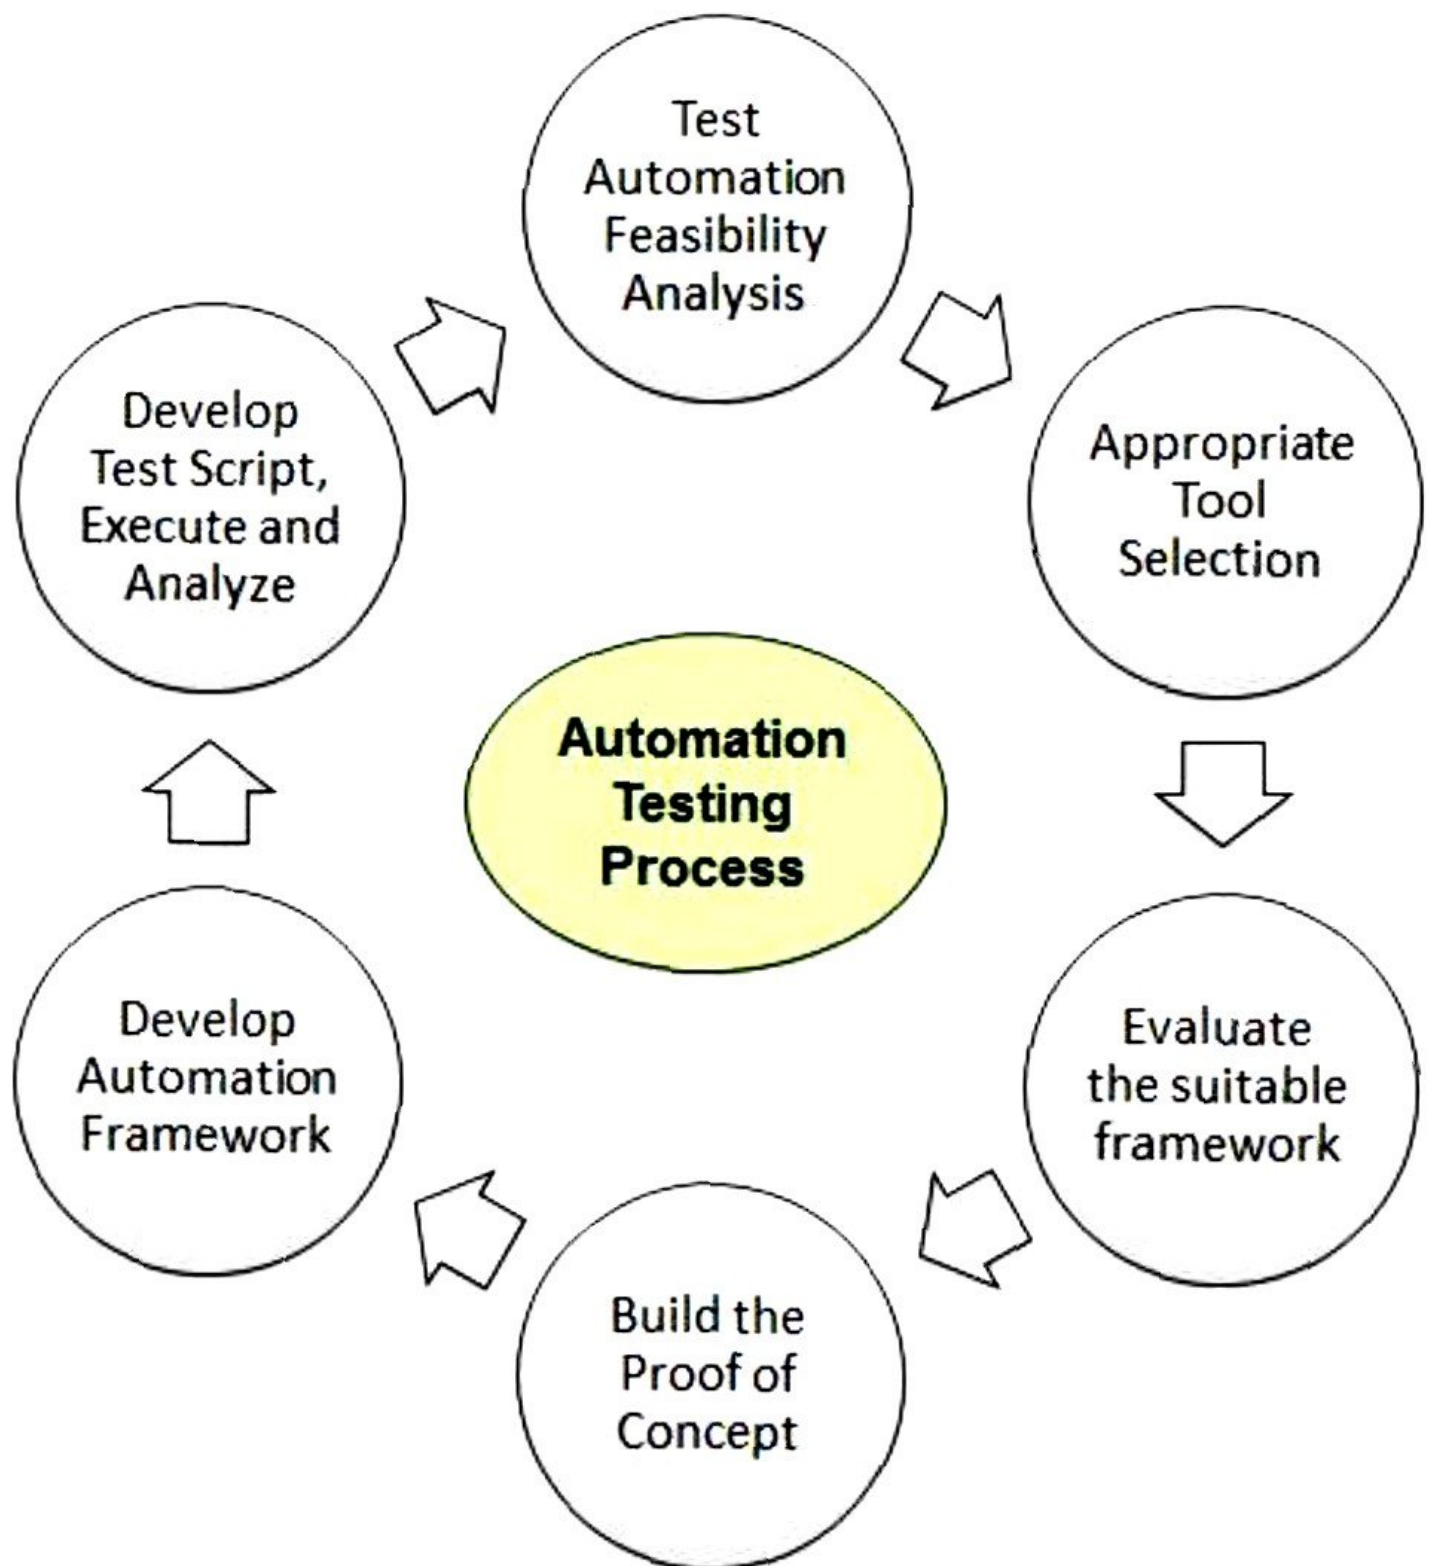 Test
Automation
Feasibility
Analysis
Appropriate
Tool
Selection
Evaluate
the suitable
framework
Build the
Proof of
Concept
Develop
Automation
Framework
Develop
Test Script,
Execute and
Analyze
Automation
Testing
Process